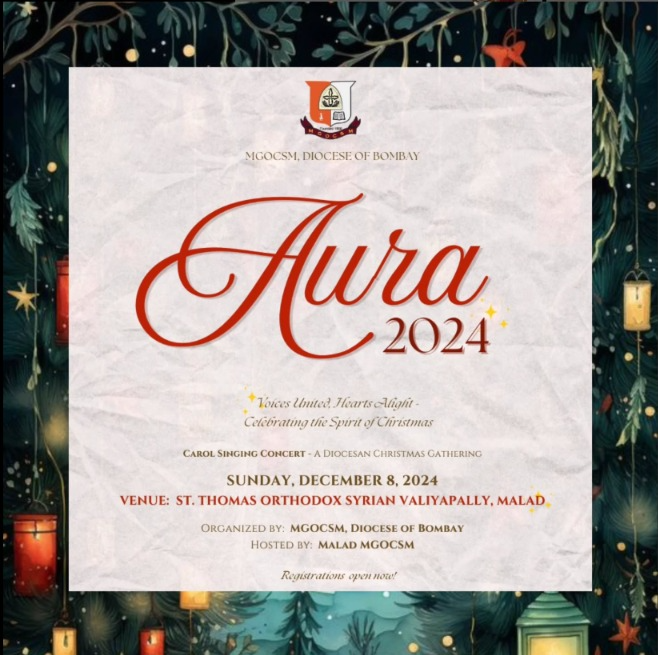 MGOCSM
MGOCSM, DIOCESE OF BOMBAY
Aura
2024
Voices United, Hearts Alight -
Celebrating the Spirit of Christmas
CAROL SINGING CONCERT - A DIOCESAN CHRISTMAS GATHERING
SUNDAY, DECEMBER 8, 2024
VENUE: ST. THOMAS ORTHODOX SYRIAN VALIYAPALLY, MALAD
ORGANIZED BY: MGOCSM, DIOCESE OF BOMBAY
HOSTED BY: MALAD MGOCSM
Registrations open now!